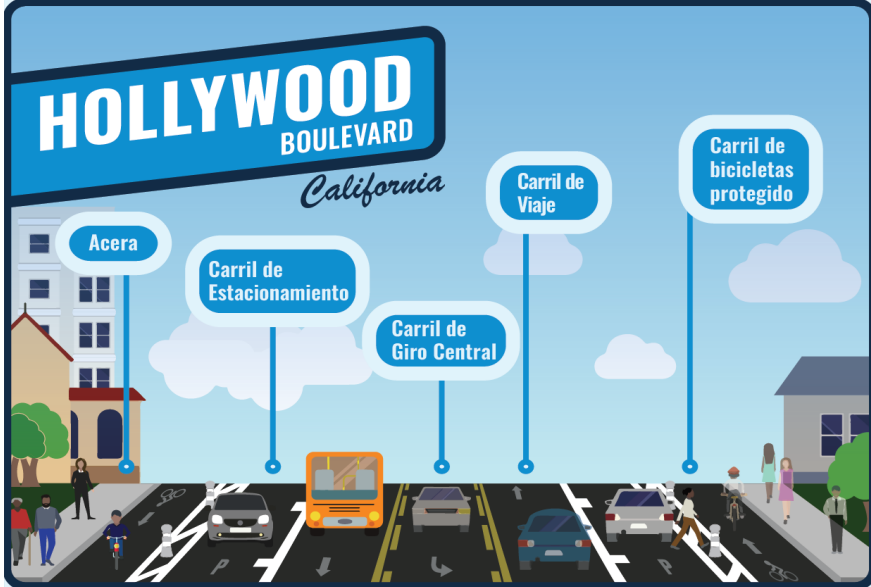 HOLLYWOOD
BOULEVARD
California
Acera
Carril de
Estacionamiento
Carril de
Giro Central
Carril de
Viaje
Carril de
bicicletas
protegido
P
P